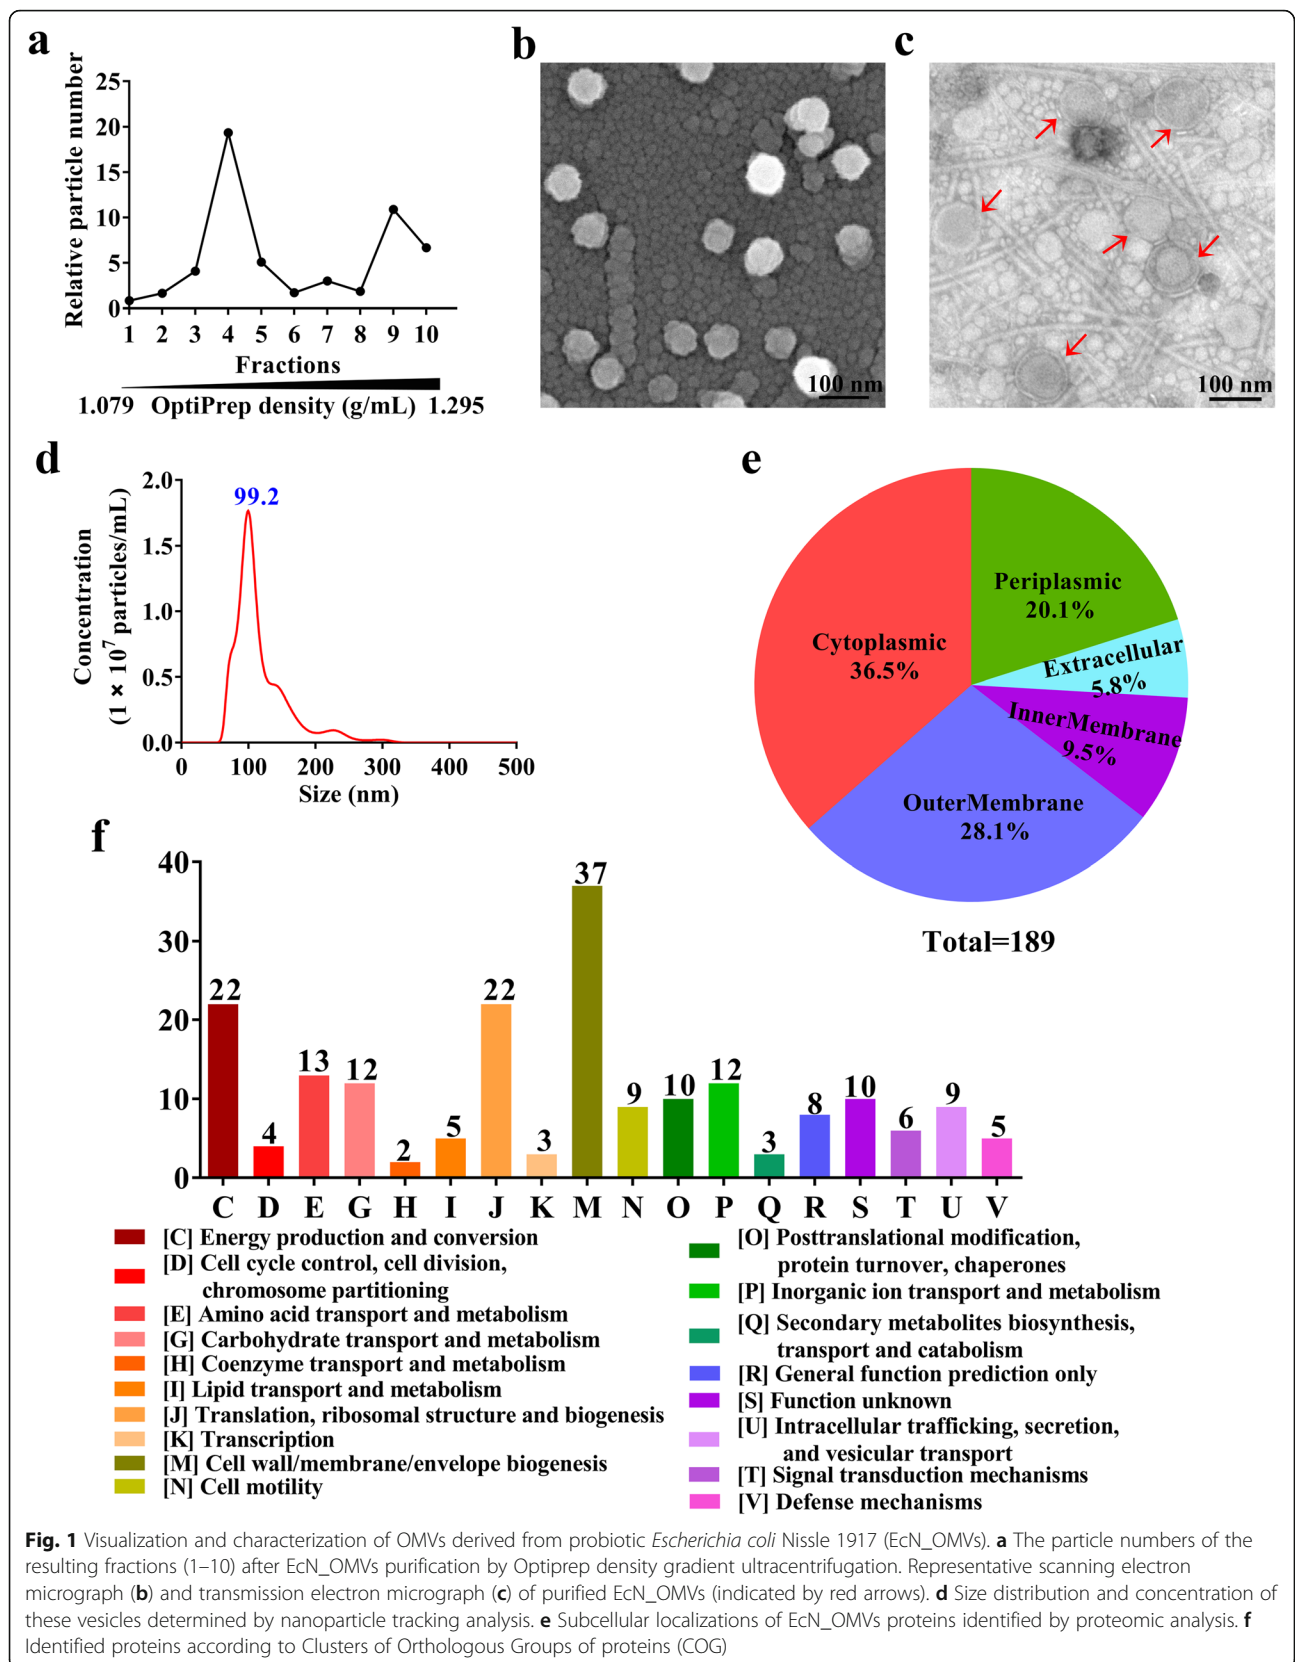 a
Relative particle number
25
20
15
10
5
0
1 2 3 4 5 6 7 8 9 10
Fractions
1.079 OptiPrep density (g/mL) 1.295
b
100 nm
c
100 nm
d
Concentration
(1 × 10⁷ particles/mL)
2.0
1.5
1.0
0.5
0.0
99.2
0 100 200 300 400 500
Size (nm)
e
Periplasmic
20.1%
Extracellular
5.8%
InnerMembrane
9.5%
OuterMembrane
28.1%
Cytoplasmic
36.5%
Total=189
f
40
30
20
10
0
22 4 13 12 2 5 22 3 37 9 10 12 3 8 10 6 9 5
C D E G H I J K M N O P Q R S T U V
[C] Energy production and conversion
[D] Cell cycle control, cell division,
chromosome partitioning
[E] Amino acid transport and metabolism
[G] Carbohydrate transport and metabolism
[H] Coenzyme transport and metabolism
[I] Lipid transport and metabolism
[J] Translation, ribosomal structure and biogenesis
[K] Transcription
[M] Cell wall/membrane/envelope biogenesis
[N] Cell motility
[O] Posttranslational modification,
protein turnover, chaperones
[P] Inorganic ion transport and metabolism
[Q] Secondary metabolites biosynthesis,
transport and catabolism
[R] General function prediction only
[S] Function unknown
[U] Intracellular trafficking, secretion,
and vesicular transport
[T] Signal transduction mechanisms
[V] Defense mechanisms
Fig. 1 Visualization and characterization of OMVs derived from probiotic Escherichia coli Nissle 1917 (EcN_OMVs). a The particle numbers of the
resulting fractions (1–10) after EcN_OMVs purification by Optiprep density gradient ultracentrifugation. Representative scanning electron
micrograph (b) and transmission electron micrograph (c) of purified EcN_OMVs (indicated by red arrows). d Size distribution and concentration of
these vesicles determined by nanoparticle tracking analysis. e Subcellular localizations of EcN_OMVs proteins identified by proteomic analysis. f
Identified proteins according to Clusters of Orthologous Groups of proteins (COG)